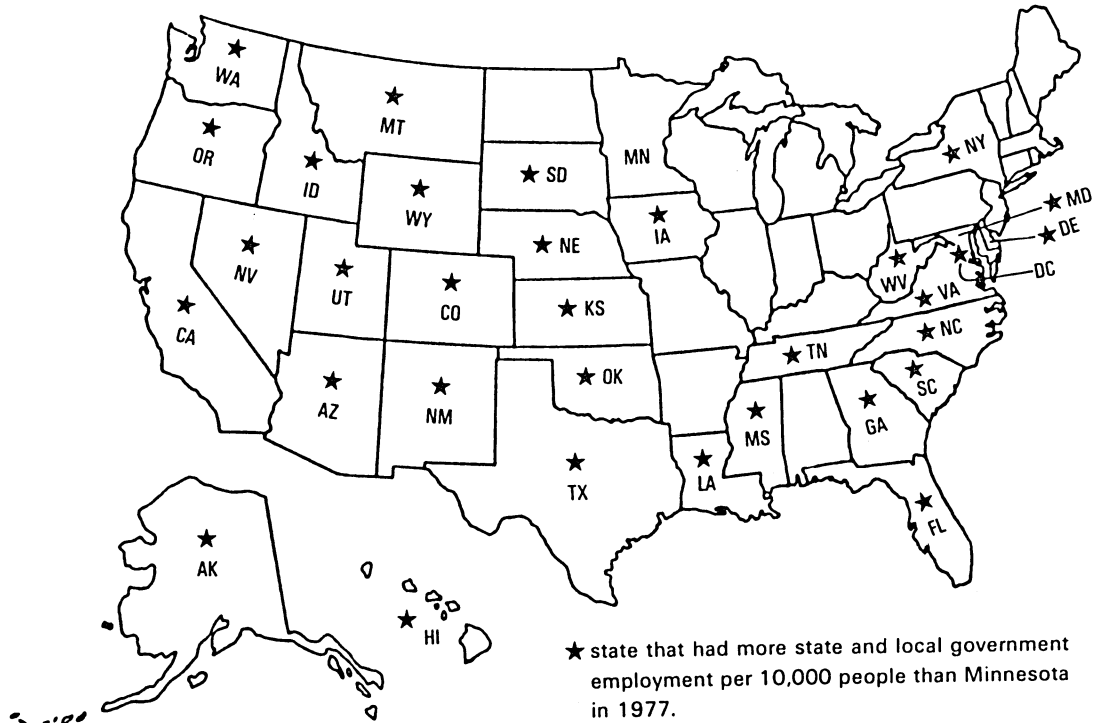 WA
MT
OR
ID
MN
★ NY
★ SD
WY
★ MD
IA
★ DE
NV
★ NE
WV
DC
UT
CO
★ VA
CA
★ KS
★ NC
★ TN
AZ
NM
★ OK
SC
MS
GA
TX
LA
FL
AK
HI
★ state that had more state and local government
employment per 10,000 people than Minnesota
in 1977.